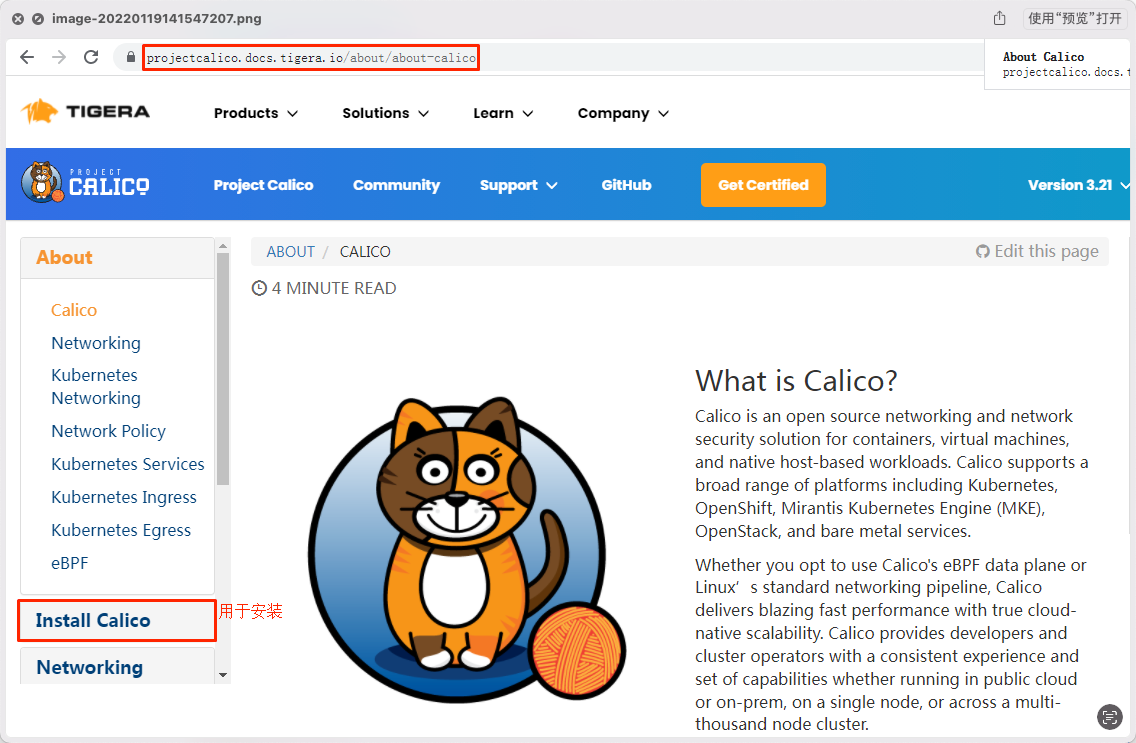 image-20220119141547207.png
使用“预览”打开
projectcalico.docs.tigera.io/about/about-calico
About Calico
projectcalico.docs.t
TIGERA
Products
Solutions
Learn
Company
PROJECT
CALICO
Project Calico
Community
Support
GitHub
Get Certified
Version 3.21
About
ABOUT / CALICO
Edit this page
4 MINUTE READ
Calico
Networking
Kubernetes
Networking
Network Policy
Kubernetes Services
Kubernetes Ingress
Kubernetes Egress
eBPF
Install Calico
用于安装
Networking
What is Calico?
Calico is an open source networking and network
security solution for containers, virtual machines,
and native host-based workloads. Calico supports a
broad range of platforms including Kubernetes,
OpenShift, Mirantis Kubernetes Engine (MKE),
OpenStack, and bare metal services.
Whether you opt to use Calico's eBPF data plane or
Linux’s standard networking pipeline, Calico
delivers blazing fast performance with true cloud-
native scalability. Calico provides developers and
cluster operators with a consistent experience and
set of capabilities whether running in public cloud
or on-prem, on a single node, or across a multi-
thousand node cluster.